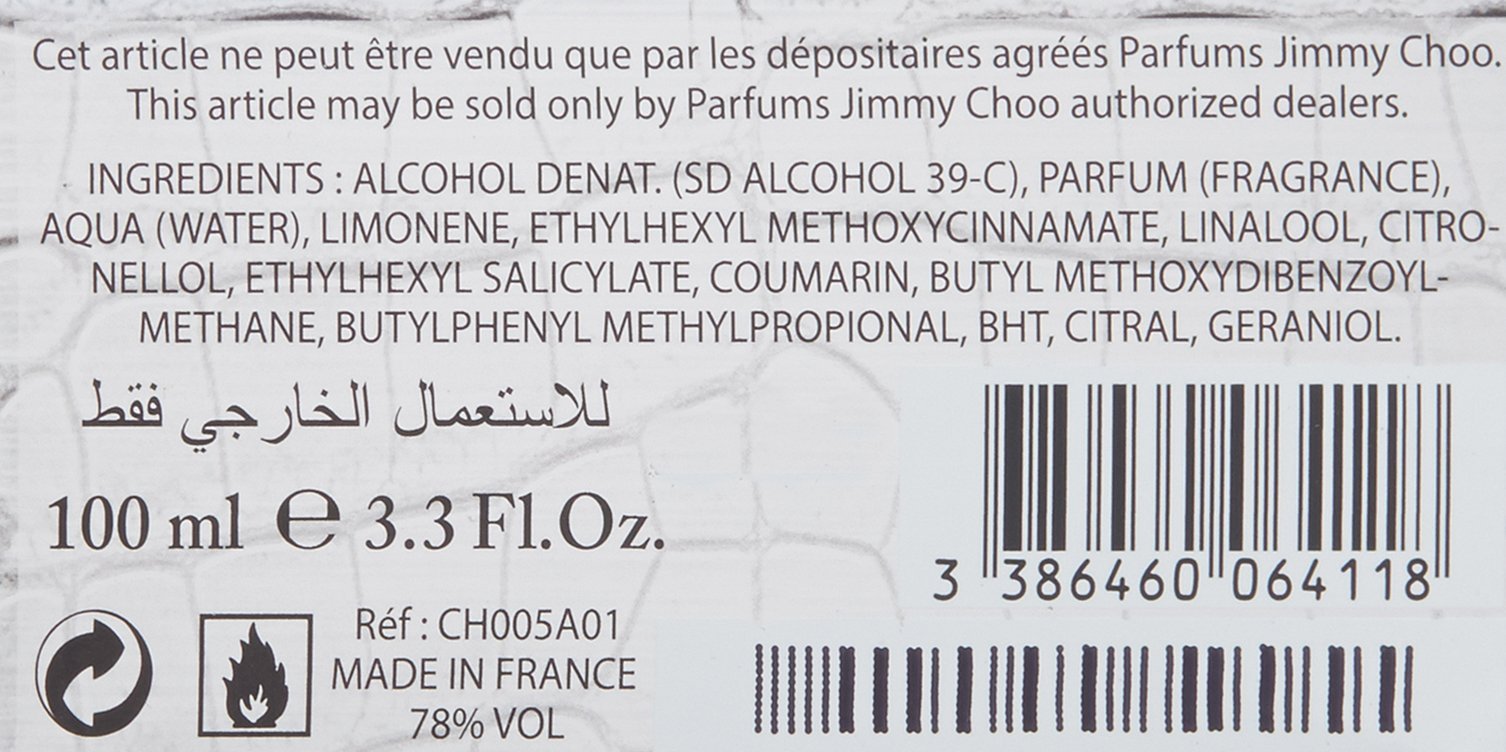 Cet article ne peut être vendu que par les dépositaires agréés Parfums Jimmy Choo.
This article may be sold only by Parfums Jimmy Choo authorized dealers.
INGREDIENTS : ALCOHOL DENAT. (SD ALCOHOL 39-C), PARFUM (FRAGRANCE),
AQUA (WATER), LIMONENE, ETHYLHEXYL METHOXYCINNAMATE, LINALOOL, CITRO-
NELLOL, ETHYLHEXYL SALICYLATE, COUMARIN, BUTYL METHOXYDIBENZOYL-
METHANE, BUTYLPHENYL METHYLPROPIONAL, BHT, CITRAL, GERANIOL.
للاستعمال الخارجي فقط
100 ml ℮ 3.3 Fl.Oz.
3 386460 064118
Réf : CH005A01
MADE IN FRANCE
78% VOL